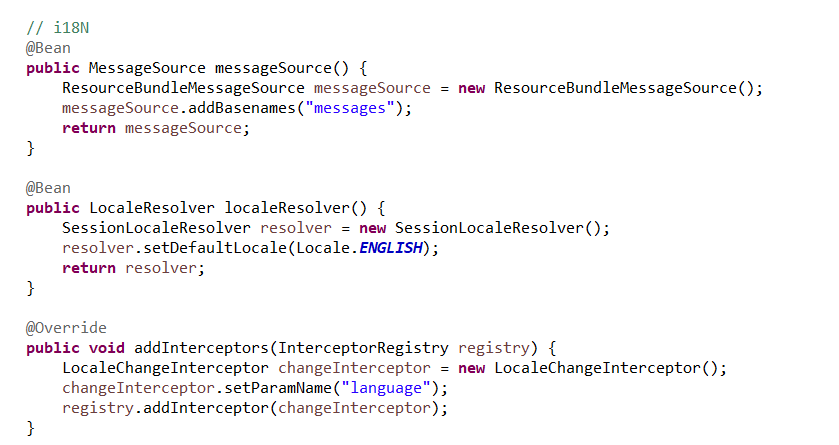 // i18N
@Bean
public MessageSource messageSource() {
    ResourceBundleMessageSource messageSource = new ResourceBundleMessageSource();
    messageSource.addBasenames("messages");
    return messageSource;
}

@Bean
public LocaleResolver localeResolver() {
    SessionLocaleResolver resolver = new SessionLocaleResolver();
    resolver.setDefaultLocale(Locale.ENGLISH);
    return resolver;
}

@Override
public void addInterceptors(InterceptorRegistry registry) {
    LocaleChangeInterceptor changeInterceptor = new LocaleChangeInterceptor();
    changeInterceptor.setParamName("language");
    registry.addInterceptor(changeInterceptor);
}